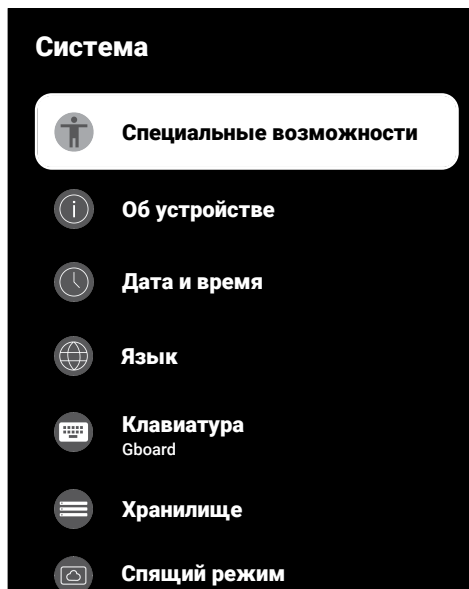 Система
Специальные возможности
Об устройстве
Дата и время
Язык
Клавиатура
Gboard
Хранилище
Спящий режим